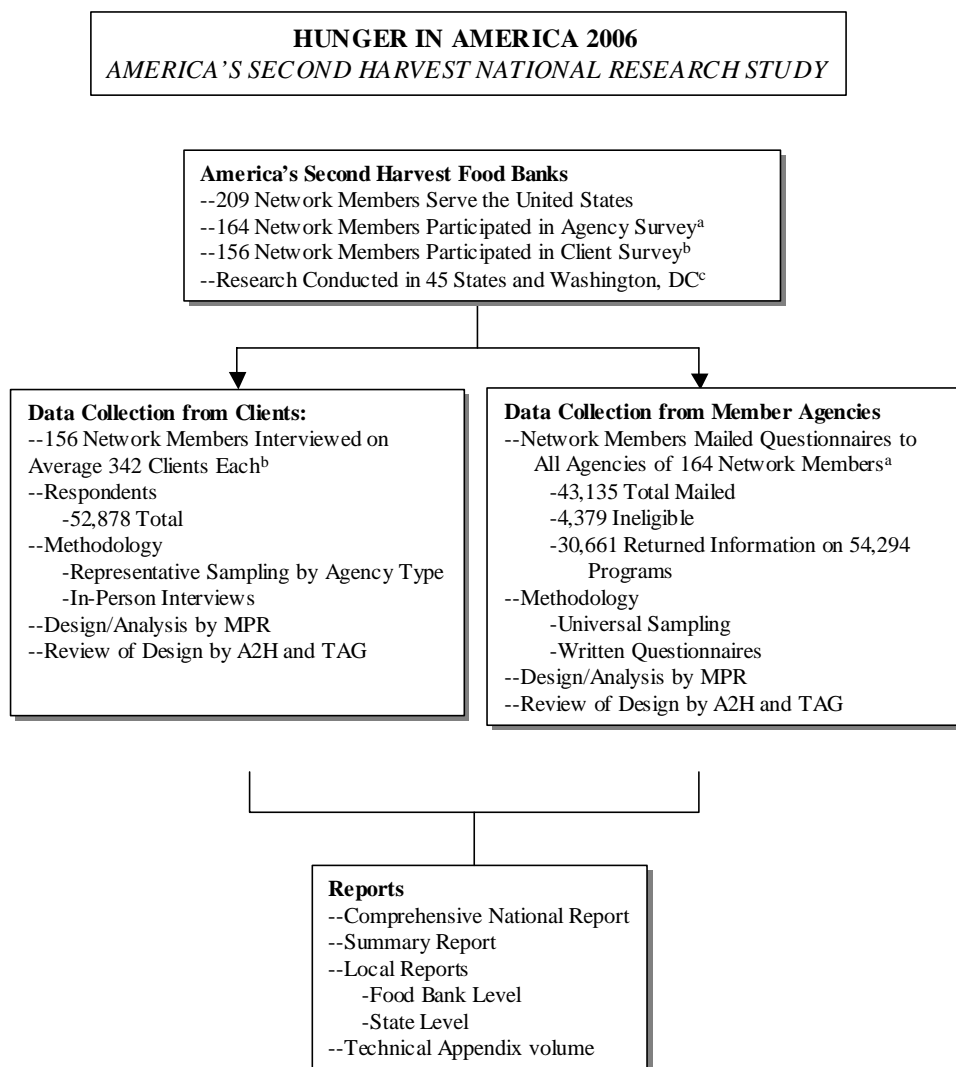 HUNGER IN AMERICA 2006
AMERICA'S SECOND HARVEST NATIONAL RESEARCH STUDY
America's Second Harvest Food Banks
--209 Network Members Serve the United States
--164 Network Members Participated in Agency Surveyᵃ
--156 Network Members Participated in Client Surveyᵇ
--Research Conducted in 45 States and Washington, DCᶜ
Data Collection from Clients:
--156 Network Members Interviewed on
Average 342 Clients Eachᵇ
--Respondents
-52,878 Total
--Methodology
-Representative Sampling by Agency Type
-In-Person Interviews
--Design/Analysis by MPR
--Review of Design by A2H and TAG
Data Collection from Member Agencies
--Network Members Mailed Questionnaires to
All Agencies of 164 Network Membersᵃ
-43,135 Total Mailed
-4,379 Ineligible
-30,661 Returned Information on 54,294
Programs
--Methodology
-Universal Sampling
-Written Questionnaires
--Design/Analysis by MPR
--Review of Design by A2H and TAG
Reports
--Comprehensive National Report
--Summary Report
--Local Reports
-Food Bank Level
-State Level
--Technical Appendix volume